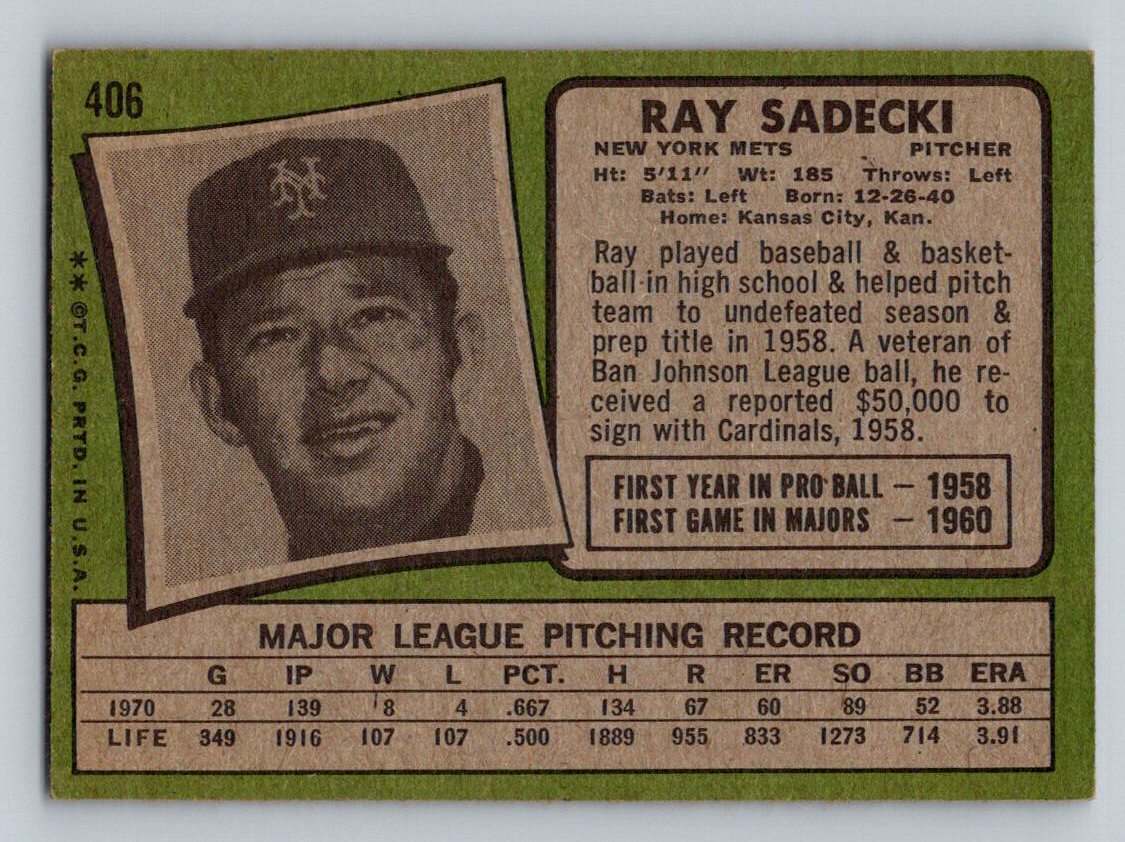 406
NY
** ©T.C.G. PRTD. IN U.S.A.
RAY SADECKI
NEW YORK METS PITCHER
Ht: 5'11" Wt: 185 Throws: Left
Bats: Left Born: 12-26-40
Home: Kansas City, Kan.
Ray played baseball & basket-
ball in high school & helped pitch
team to undefeated season &
prep title in 1958. A veteran of
Ban Johnson League ball, he re-
ceived a reported $50,000 to
sign with Cardinals, 1958.
FIRST YEAR IN PRO BALL — 1958
FIRST GAME IN MAJORS — 1960
MAJOR LEAGUE PITCHING RECORD
G IP W L PCT. H R ER SO BB ERA
1970 28 139 8 4 .667 134 67 60 89 52 3.88
LIFE 349 1916 107 107 .500 1889 955 833 1273 714 3.91